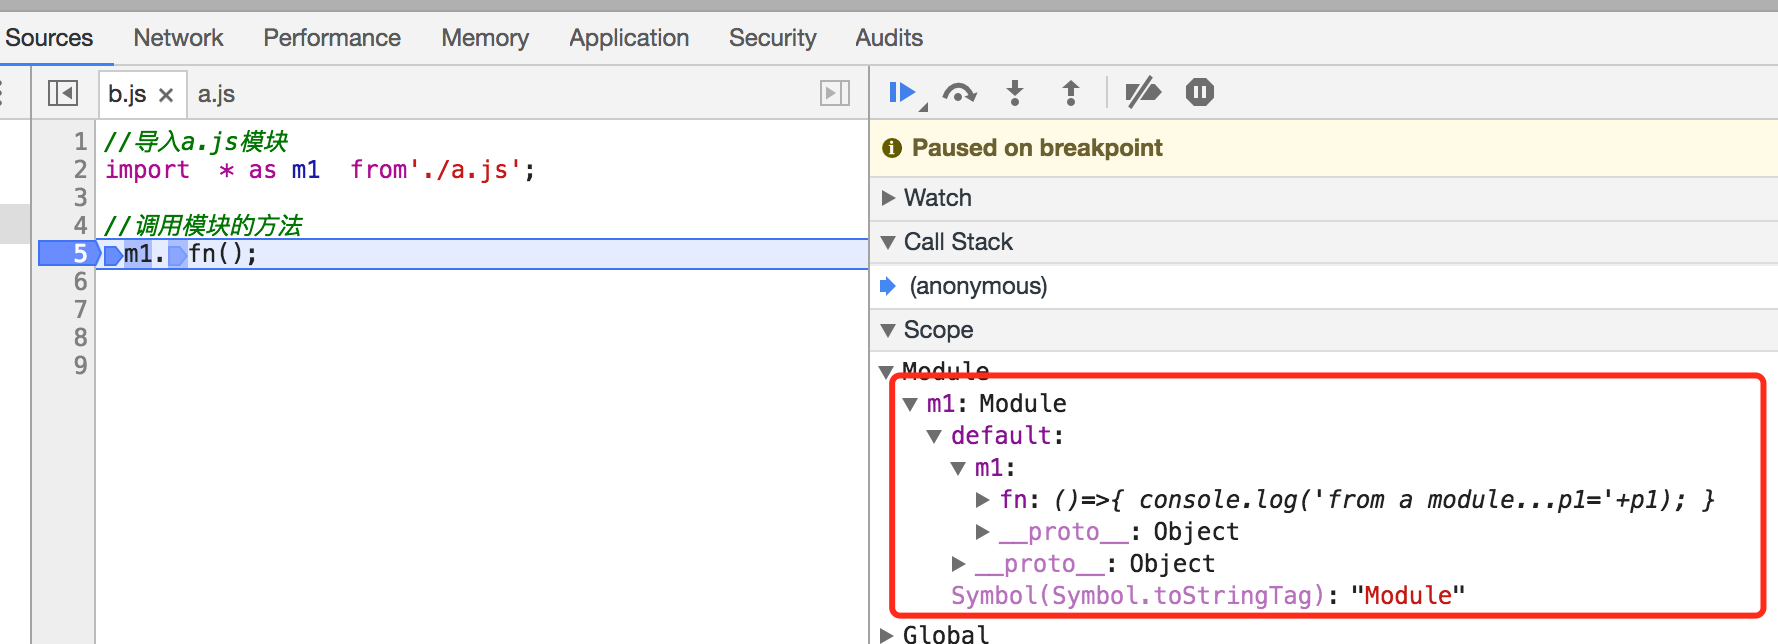 Sources Network Performance Memory Application Security Audits
b.js × a.js
1 //导入a.js模块
2 import * as m1 from'./a.js';
3
4 //调用模块的方法
5 m1.fn();
6
7
8
9
Paused on breakpoint
Watch
Call Stack
(anonymous)
Scope
Module
m1: Module
default:
m1:
fn: ()=>{ console.log('from a module...p1='+p1); }
__proto__: Object
__proto__: Object
Symbol(Symbol.toStringTag): "Module"
Global